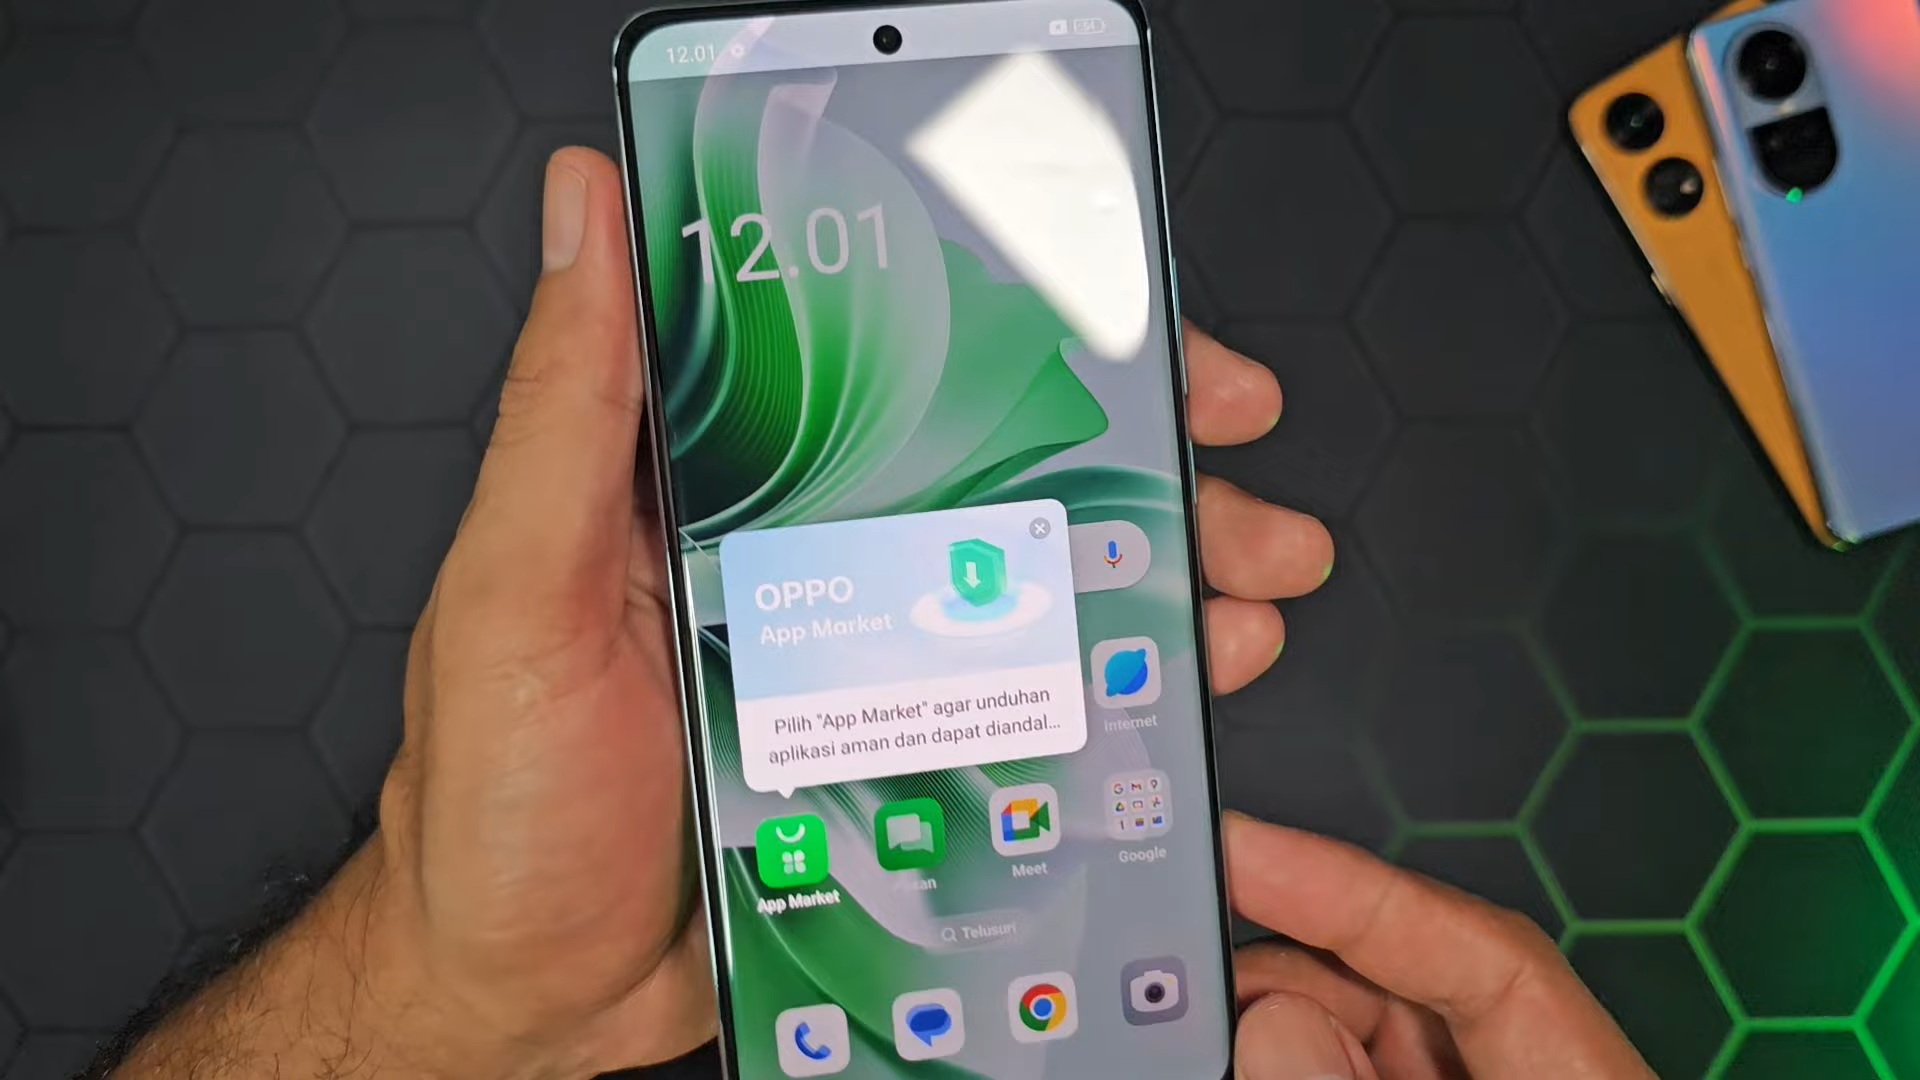 12.01
54
12.01
OPPO
App Market
Pilih "App Market" agar unduhan
aplikasi aman dan dapat diandal...
Internet
App Market
Meet
Google
Telusuri